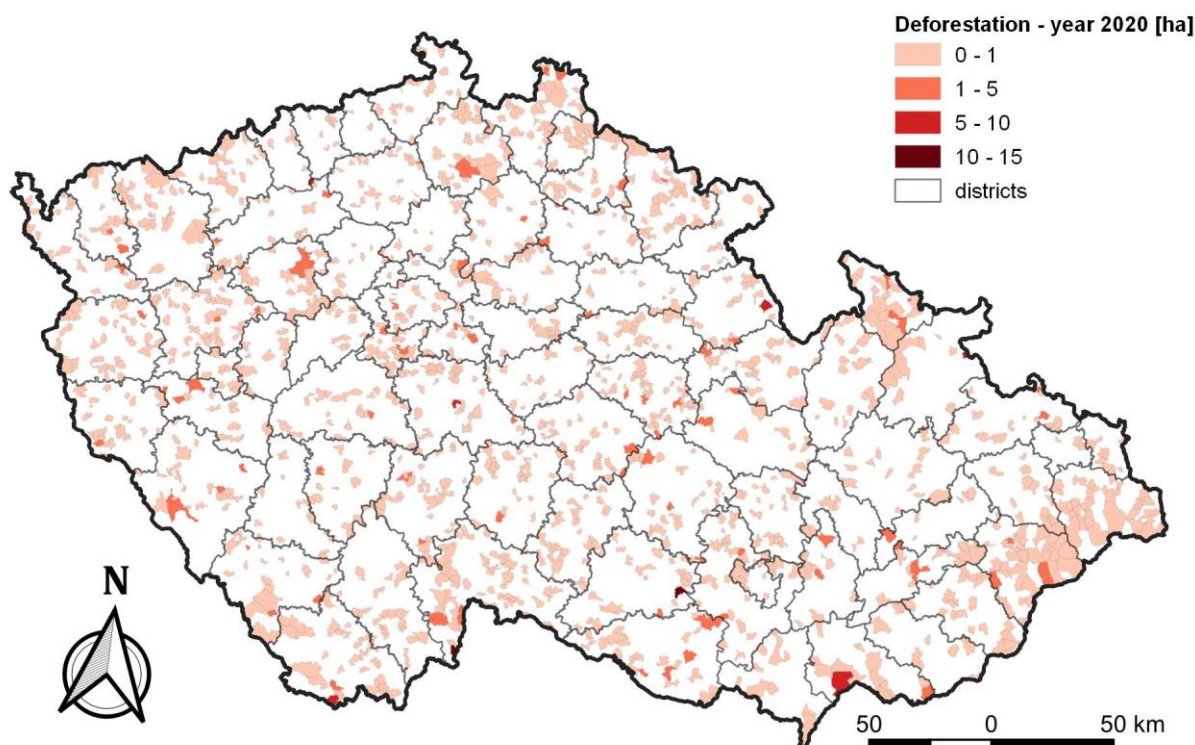 Deforestation - year 2020 [ha]
0 - 1
1 - 5
5 - 10
10 - 15
districts
N
50 0 50 km